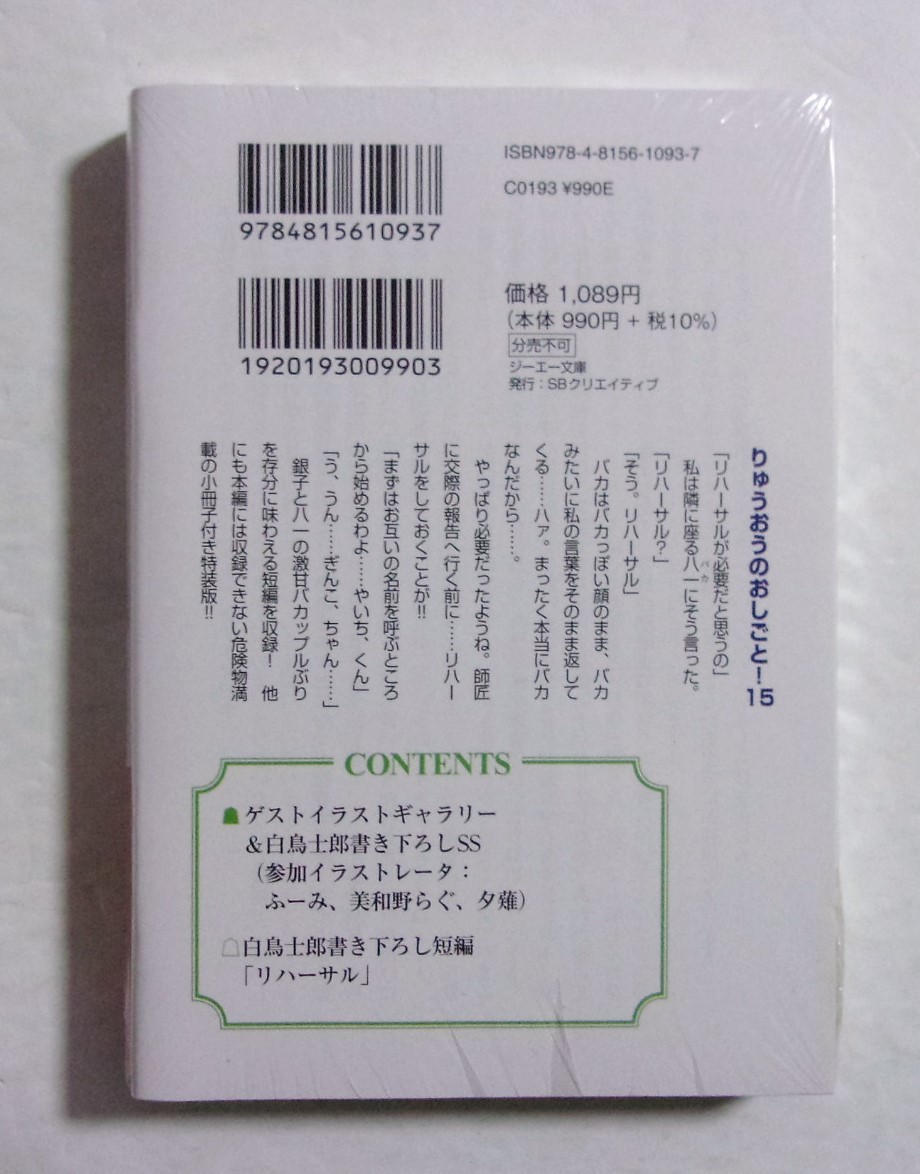 ISBN978-4-8156-1093-7
C0193 ¥990E
9784815610937
1920193009903
価格 1,089円
(本体 990円 + 税10%)
分売不可
ジーエー文庫
発行:SBクリエイティブ
りゅうおうのおしごと!15
「リハーサルが必要だと思うの」
私は隣に座る八一にそう言った。
バカ
「リハーサル?」
「そう。リハーサル」
バカはバカっぽい顔のまま、バカ
みたいに私の言葉をそのまま返して
くる……ハァ。まったく本当にバカ
なんだから……。
やっぱり必要だったようね。師匠
に交際の報告へ行く前に……リハー
サルをしておくことが!!
「まずはお互いの名前を呼ぶところ
から始めるわよ……やいち、くん」
「う、うん……ぎんこ、ちゃん……」
銀子と八一の激甘バカップルぶり
を存分に味わえる短編を収録! 他
にも本編には収録できない危険物満
載の小冊子付き特装版!!
CONTENTS
ゲストイラストギャラリー
&白鳥士郎書き下ろしSS
(参加イラストレータ:
ふーみ、美和野らぐ、夕薙)
白鳥士郎書き下ろし短編
「リハーサル」